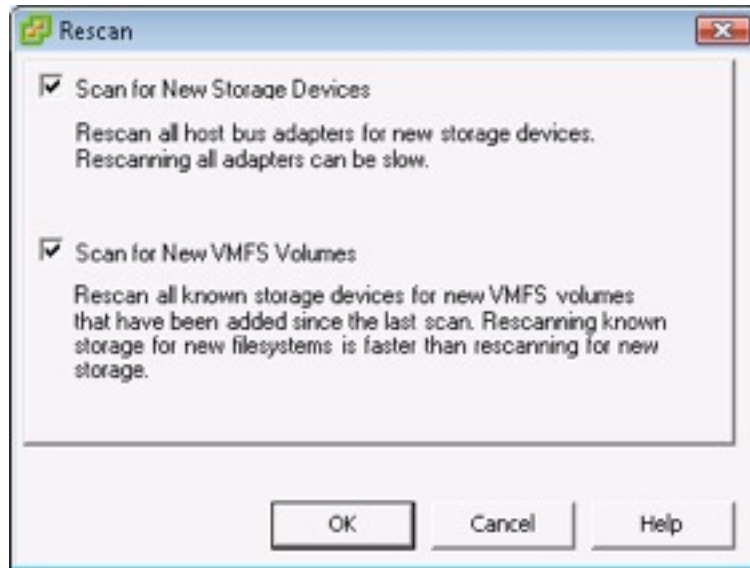 Rescan
Scan for New Storage Devices
Rescan all host bus adapters for new storage devices.
Rescanning all adapters can be slow.
Scan for New VMFS Volumes
Rescan all known storage devices for new VMFS volumes
that have been added since the last scan. Rescanning known
storage for new filesystems is faster than rescanning for new
storage.
OK
Cancel
Help